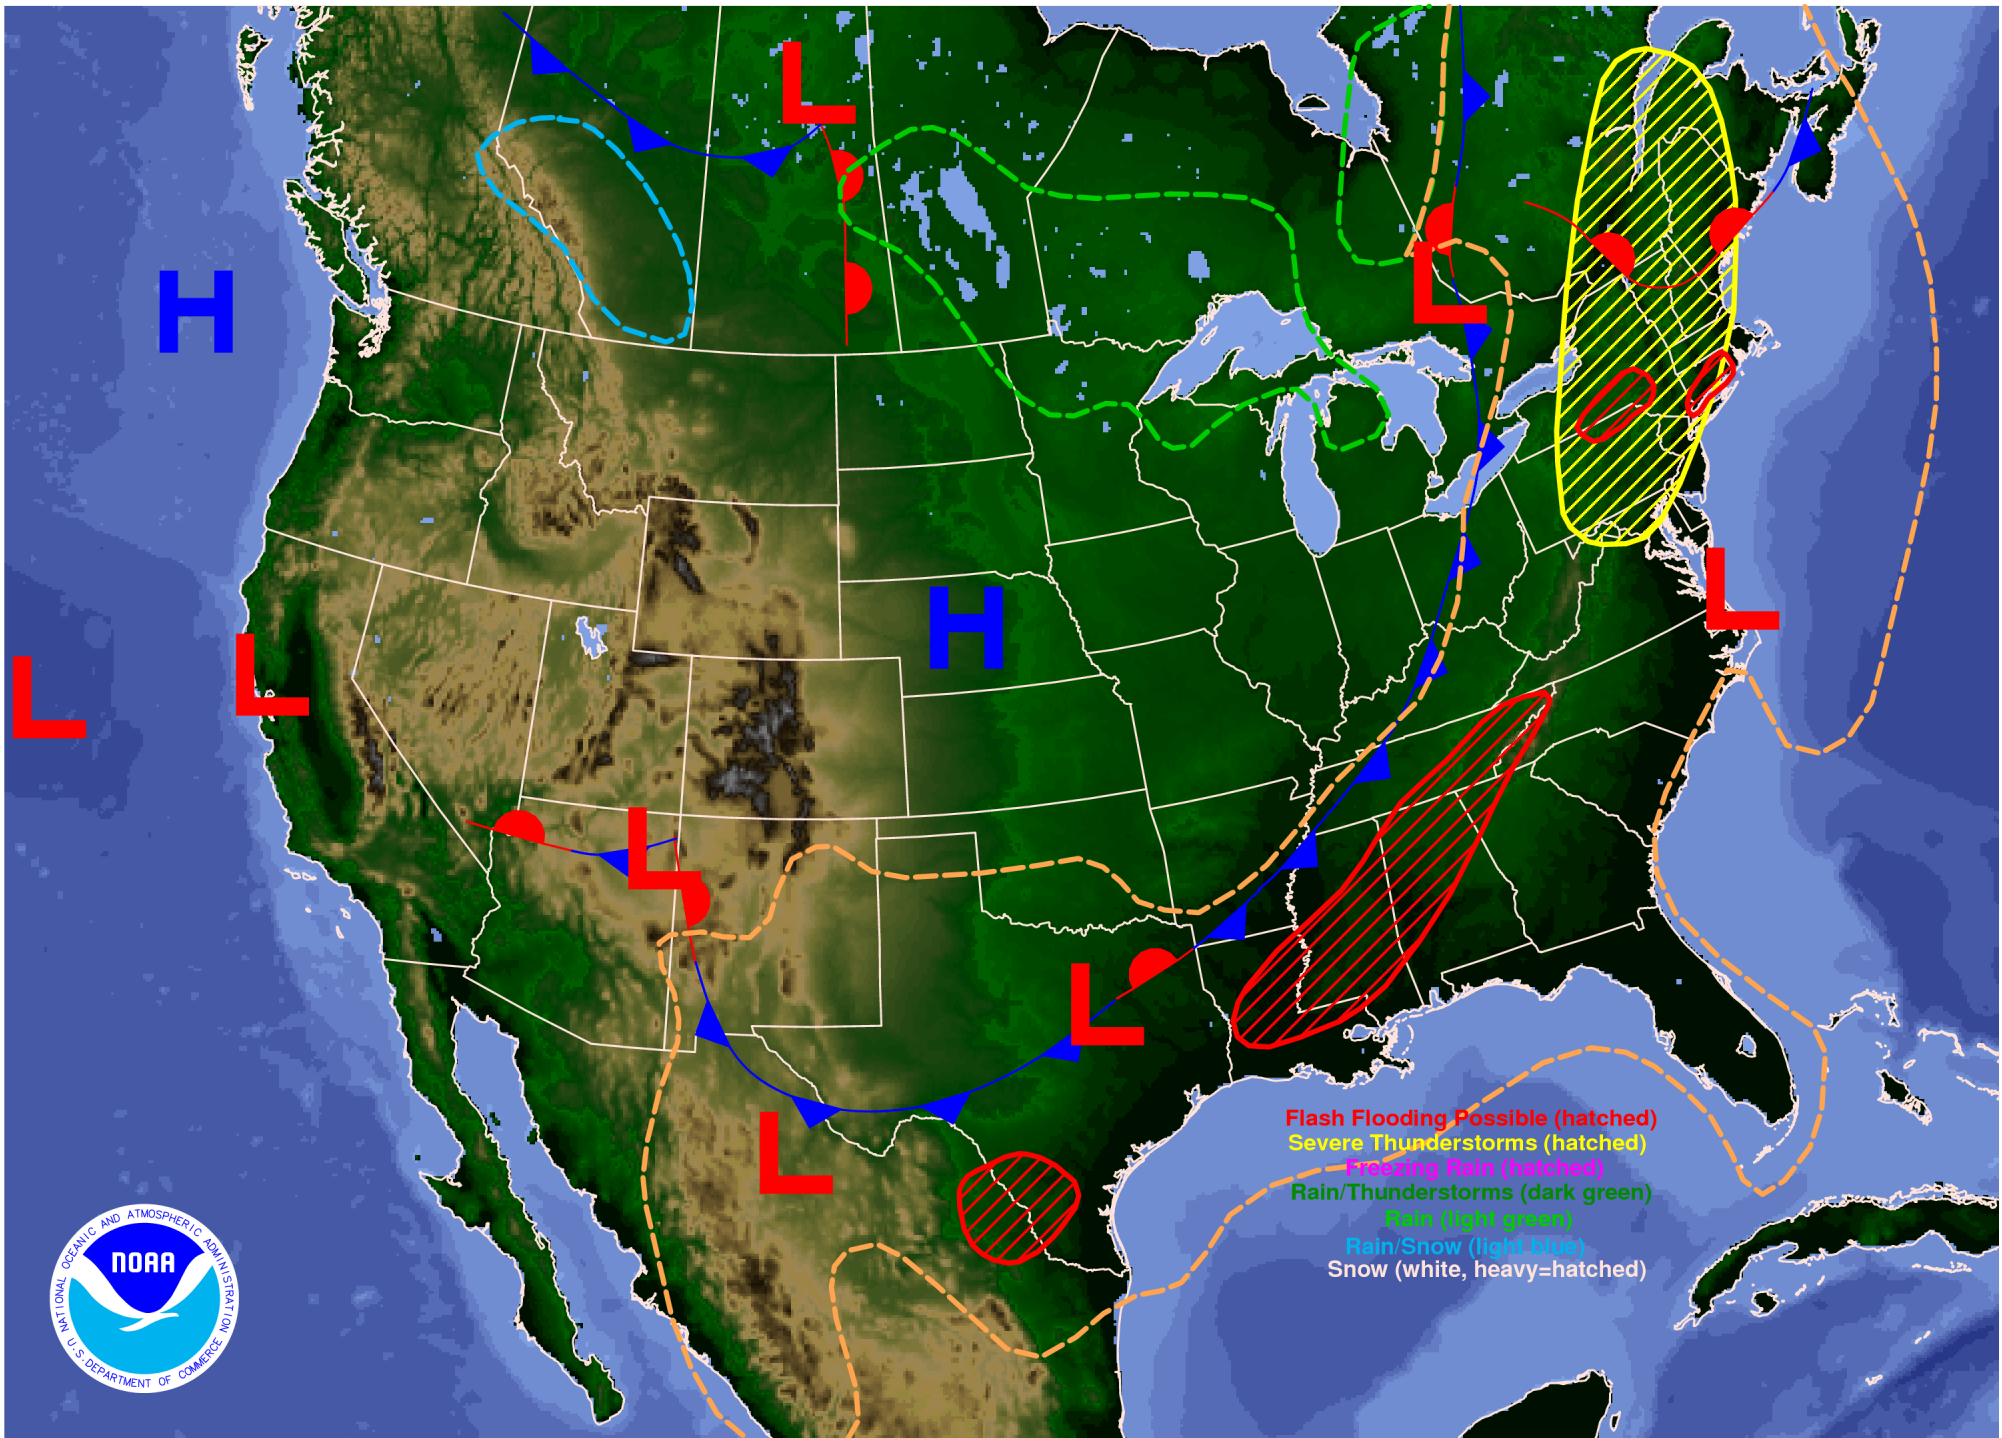 L
H
L
L
L
H
L
L
L
L
L
Flash Flooding Possible (hatched)
Severe Thunderstorms (hatched)
Freezing Rain (hatched)
Rain/Thunderstorms (dark green)
Rain (light green)
Rain/Snow (light blue)
Snow (white, heavy=hatched)
NATIONAL OCEANIC AND ATMOSPHERIC ADMINISTRATION
NOAA
U.S. DEPARTMENT OF COMMERCE